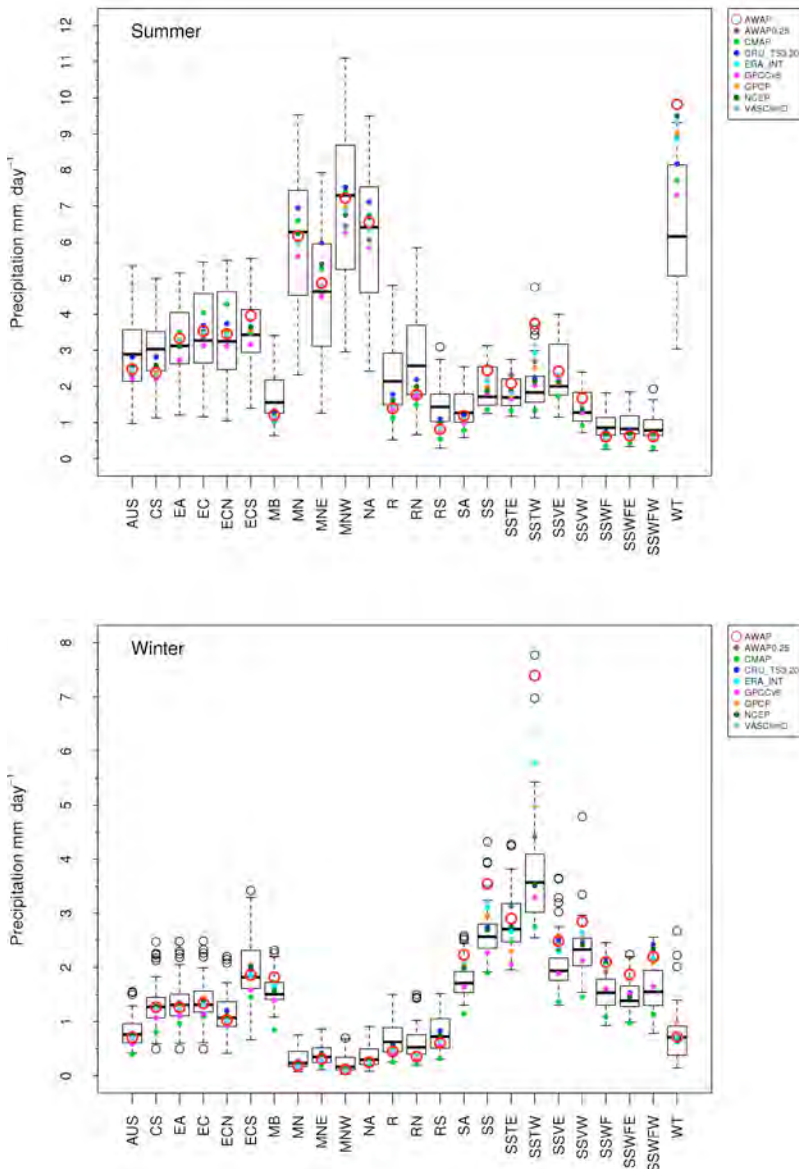 Summer
Precipitation mm day⁻¹
12
11
10
9
8
7
6
5
4
3
2
1
0
AUS
CS
EA
EC
ECN
ECS
MB
MN
MNE
MNW
NA
R
RN
RS
SA
SS
SSTE
SSTW
SSVE
SSVW
SSWF
SSWFE
SSWFW
WT
AWAP
AWAP0.25
CMAP
CRU_TS3.20
ERA_INT
GPCCv6
GPCP
NCEP
VASClimO
Winter
Precipitation mm day⁻¹
8
7
6
5
4
3
2
1
0
AUS
CS
EA
EC
ECN
ECS
MB
MN
MNE
MNW
NA
R
RN
RS
SA
SS
SSTE
SSTW
SSVE
SSVW
SSWF
SSWFE
SSWFW
WT
AWAP
AWAP0.25
CMAP
CRU_TS3.20
ERA_INT
GPCCv6
GPCP
NCEP
VASClimO